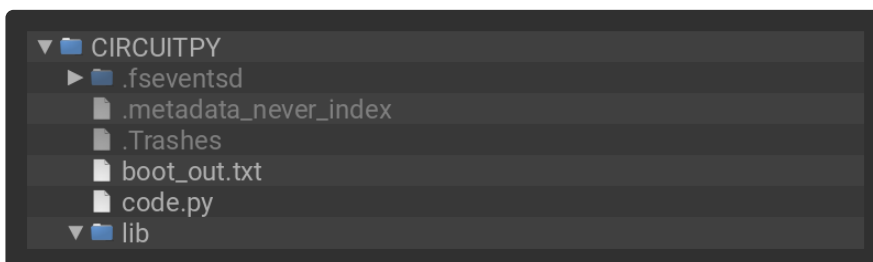 CIRCUITPY
.fseventsd
.metadata_never_index
.Trashes
boot_out.txt
code.py
lib